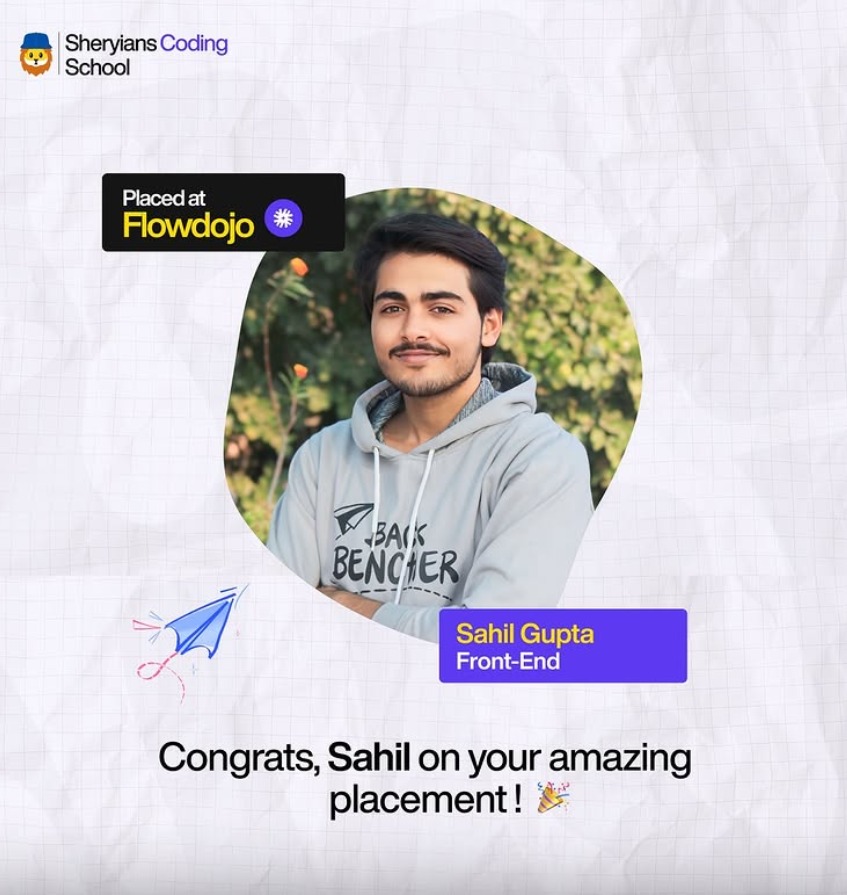 Sheryians Coding
School
Placed at
Flowdojo
BACK
BENCHER
Sahil Gupta
Front-End
Congrats, Sahil on your amazing
placement ! 🎉